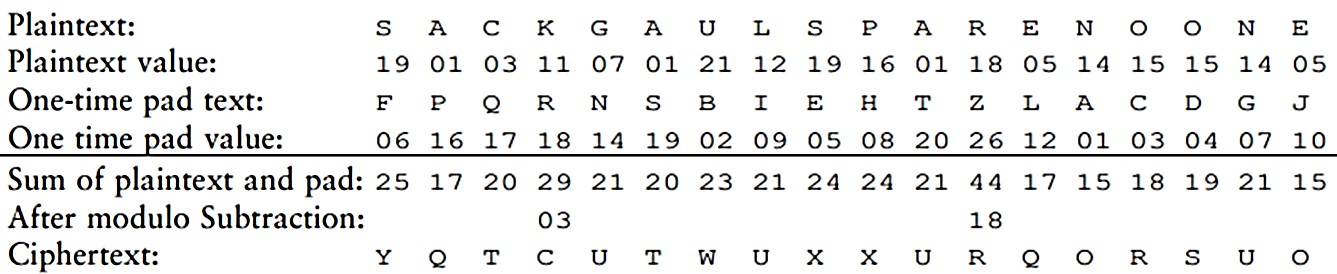 Plaintext: S A C K G A U L S P A R E N O O N E
Plaintext value: 19 01 03 11 07 01 21 12 19 16 01 18 05 14 15 15 14 05
One-time pad text: F P Q R N S B I E H T Z L A C D G J
One time pad value: 06 16 17 18 14 19 02 09 05 08 20 26 12 01 03 04 07 10
Sum of plaintext and pad: 25 17 20 29 21 20 23 21 24 24 21 44 17 15 18 19 21 15
After modulo Subtraction: 03 18
Ciphertext: Y Q T C U T W U X X U R Q O R S U O